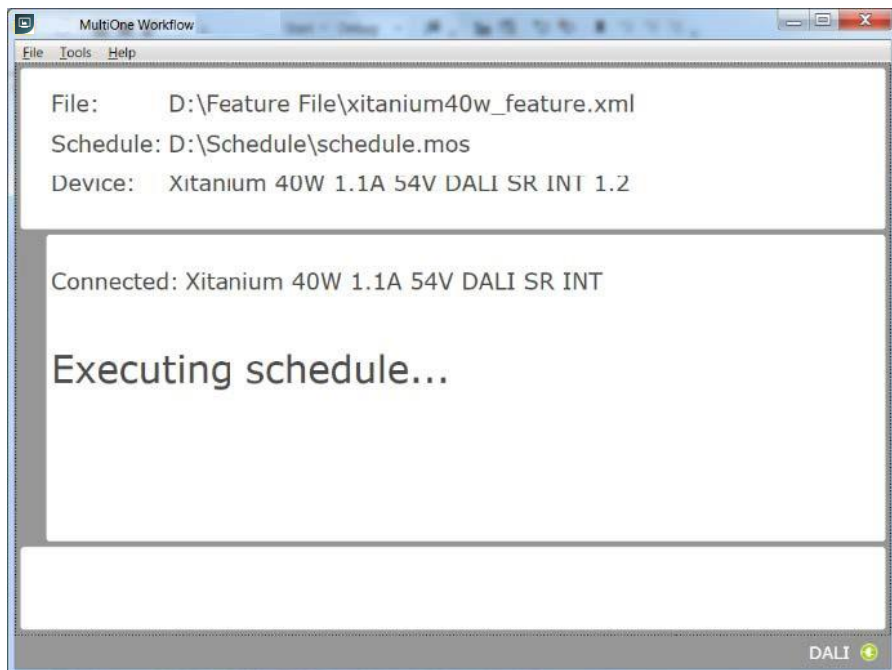 MultiOne Workflow
File Tools Help
File: D:\Feature File\xitanium40w_feature.xml
Schedule: D:\Schedule\schedule.mos
Device: Xitanium 40W 1.1A 54V DALI SR INT 1.2
Connected: Xitanium 40W 1.1A 54V DALI SR INT
Executing schedule...
DALI